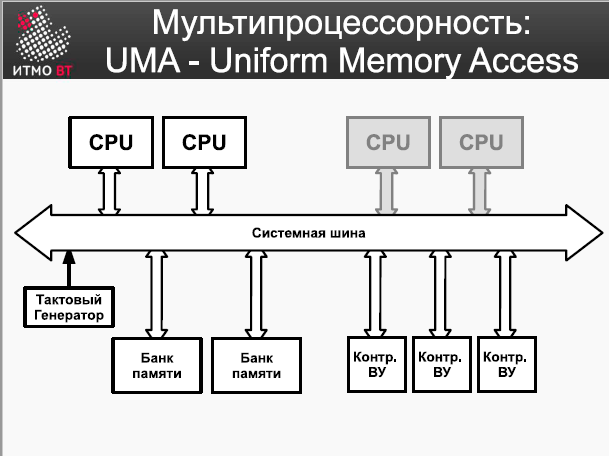 Мультипроцессорность:
UMA - Uniform Memory Access
ИТМО ВТ
CPU
CPU
CPU
CPU
Системная шина
Тактовый
Генератор
Банк
памяти
Банк
памяти
Контр.
ВУ
Контр.
ВУ
Контр.
ВУ